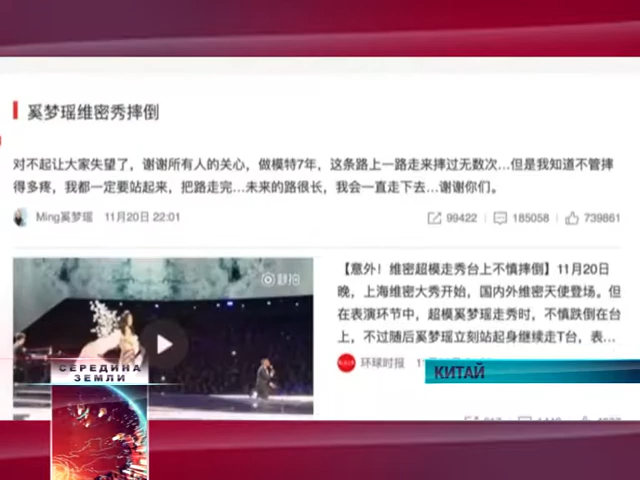 奚梦瑶维密秀摔倒
对不起让大家失望了，谢谢所有人的关心，做模特7年，这条路上一路走来摔过无数次...但是我知道不管摔
得多疼，我都一定要站起来，把路走完...未来的路很长，我会一直走下去...谢谢你们。
Ming奚梦瑶 11月20日 22:01 99422 185058 739861
秒拍
【意外！维密超模走秀台上不慎摔倒】11月20日
晚，上海维密大秀开始，国内外维密天使登场。但
在表演环节中，超模奚梦瑶走秀时，不慎跌倒在台
上，不过随后奚梦瑶立刻站起身继续走T台，表...
环球时报
СЕРЕДИНА
ЗЕМЛИ
КИТАЙ